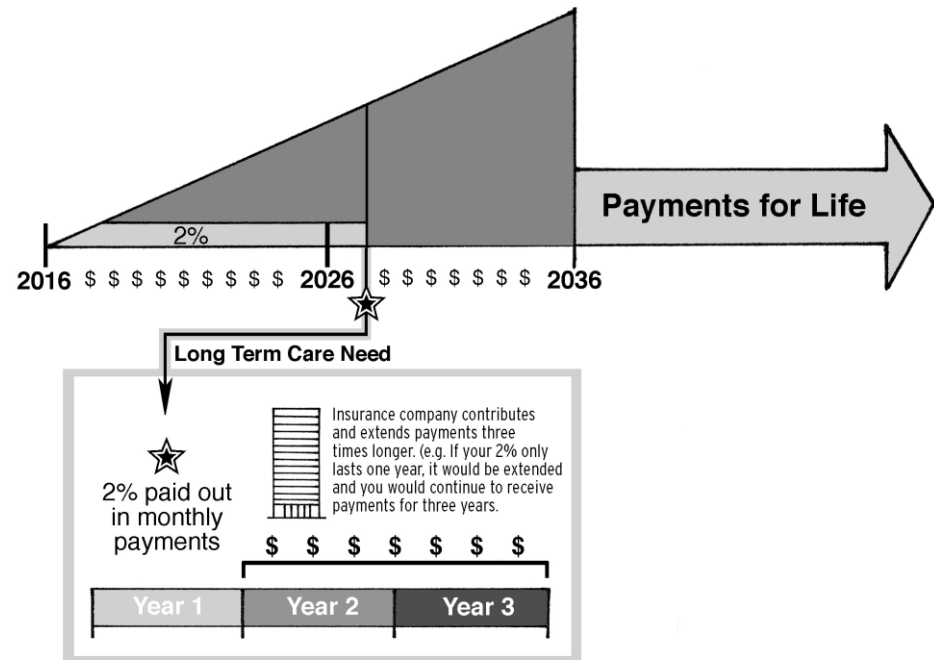 Payments for Life
2%
2016 $ $ $ $ $ $ $ $ $ 2026 $ $ $ $ $ $ $ 2036
Long Term Care Need
2% paid out
in monthly
payments
Insurance company contributes
and extends payments three
times longer. (e.g. If your 2% only
lasts one year, it would be extended
and you would continue to receive
payments for three years.
$ $ $ $ $ $ $
Year 1 Year 2 Year 3